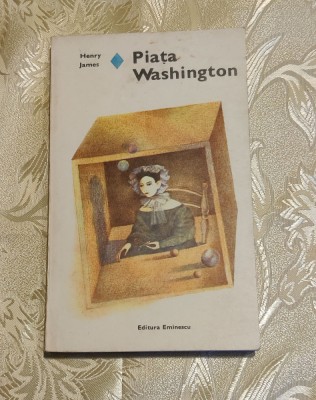 Henry
James
Piața
Washington
Editura Eminescu